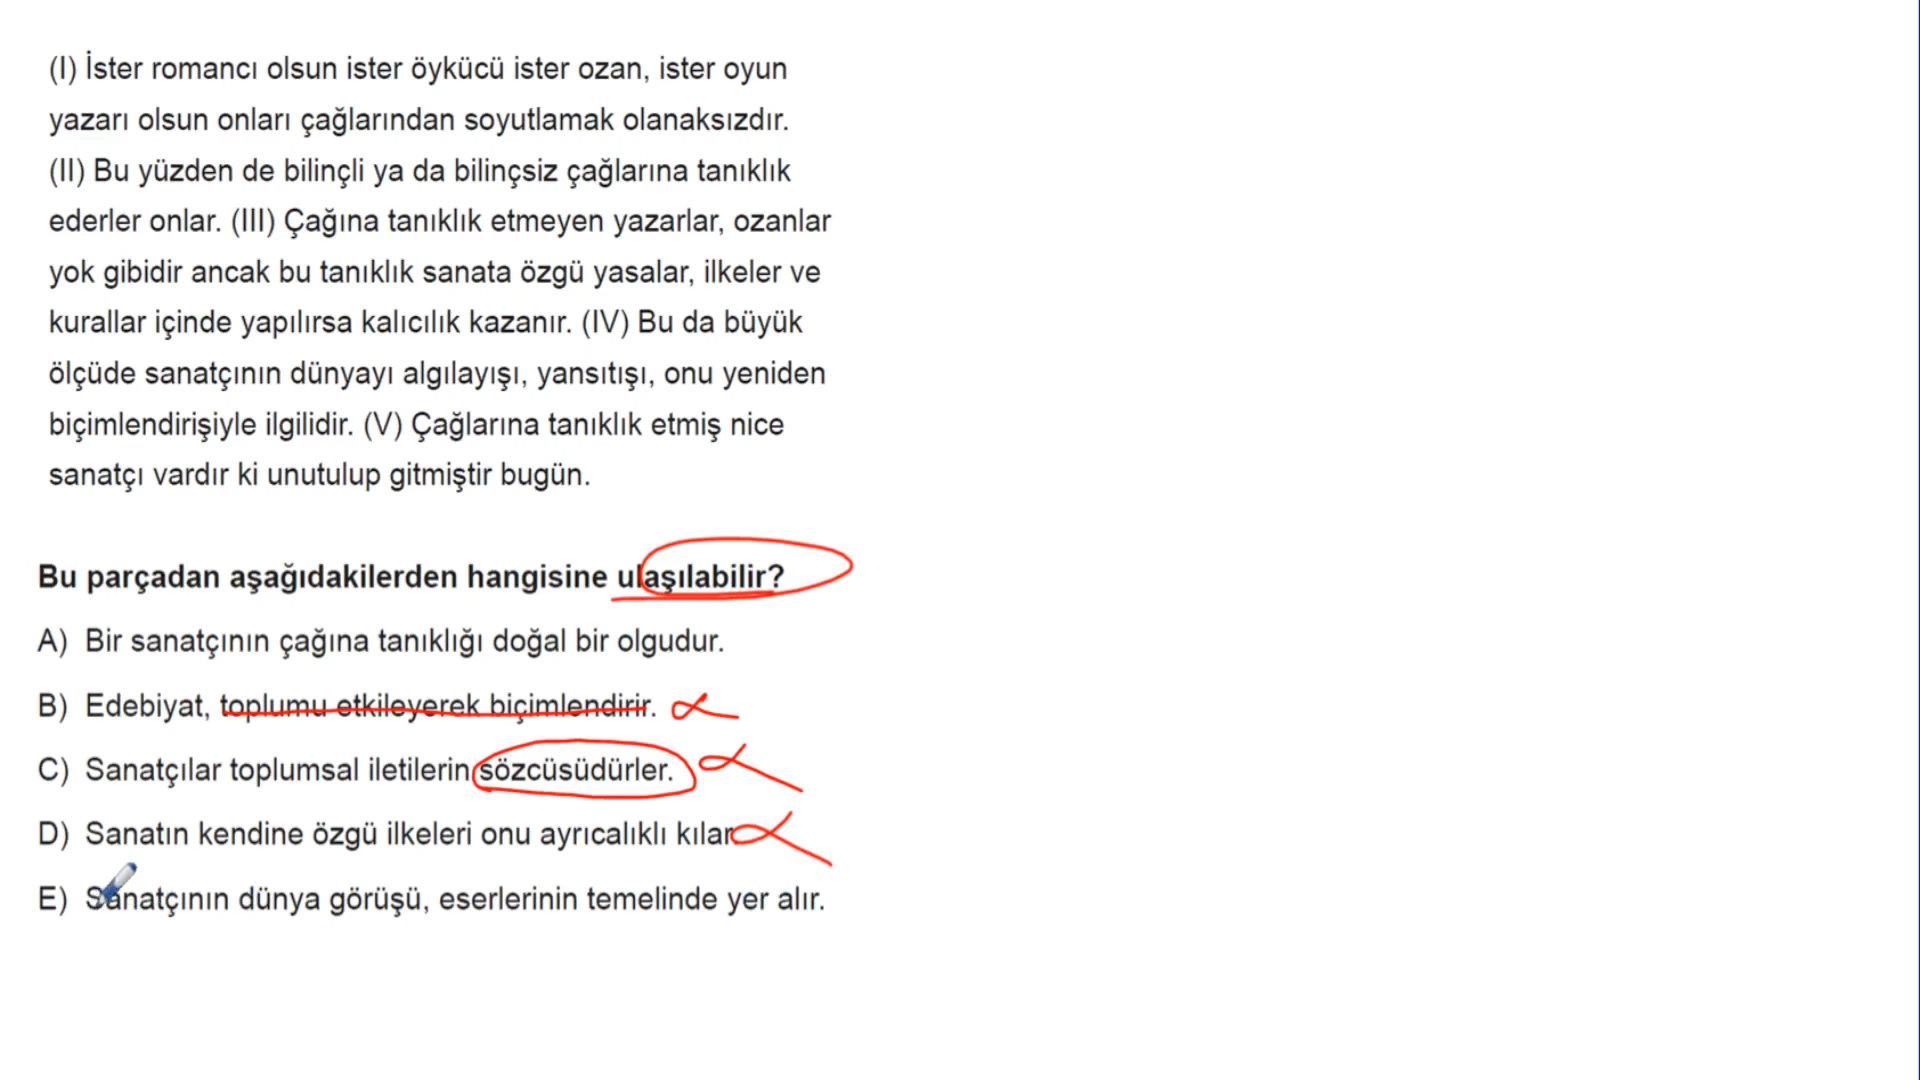 (I) İster romancı olsun ister öykücü ister ozan, ister oyun
yazarı olsun onları çağlarından soyutlamak olanaksızdır.
(II) Bu yüzden de bilinçli ya da bilinçsiz çağlarına tanıklık
ederler onlar. (III) Çağına tanıklık etmeyen yazarlar, ozanlar
yok gibidir ancak bu tanıklık sanata özgü yasalar, ilkeler ve
kurallar içinde yapılırsa kalıcılık kazanır. (IV) Bu da büyük
ölçüde sanatçının dünyayı algılayışı, yansıtışı, onu yeniden
biçimlendirişiyle ilgilidir. (V) Çağlarına tanıklık etmiş nice
sanatçı vardır ki unutulup gitmiştir bugün.
Bu parçadan aşağıdakilerden hangisine ulaşılabilir?
A) Bir sanatçının çağına tanıklığı doğal bir olgudur.
B) Edebiyat, toplumu etkileyerek biçimlendirir.
C) Sanatçılar toplumsal iletilerin sözcüsüdürler.
D) Sanatın kendine özgü ilkeleri onu ayrıcalıklı kılar.
E) Sanatçının dünya görüşü, eserlerinin temelinde yer alır.